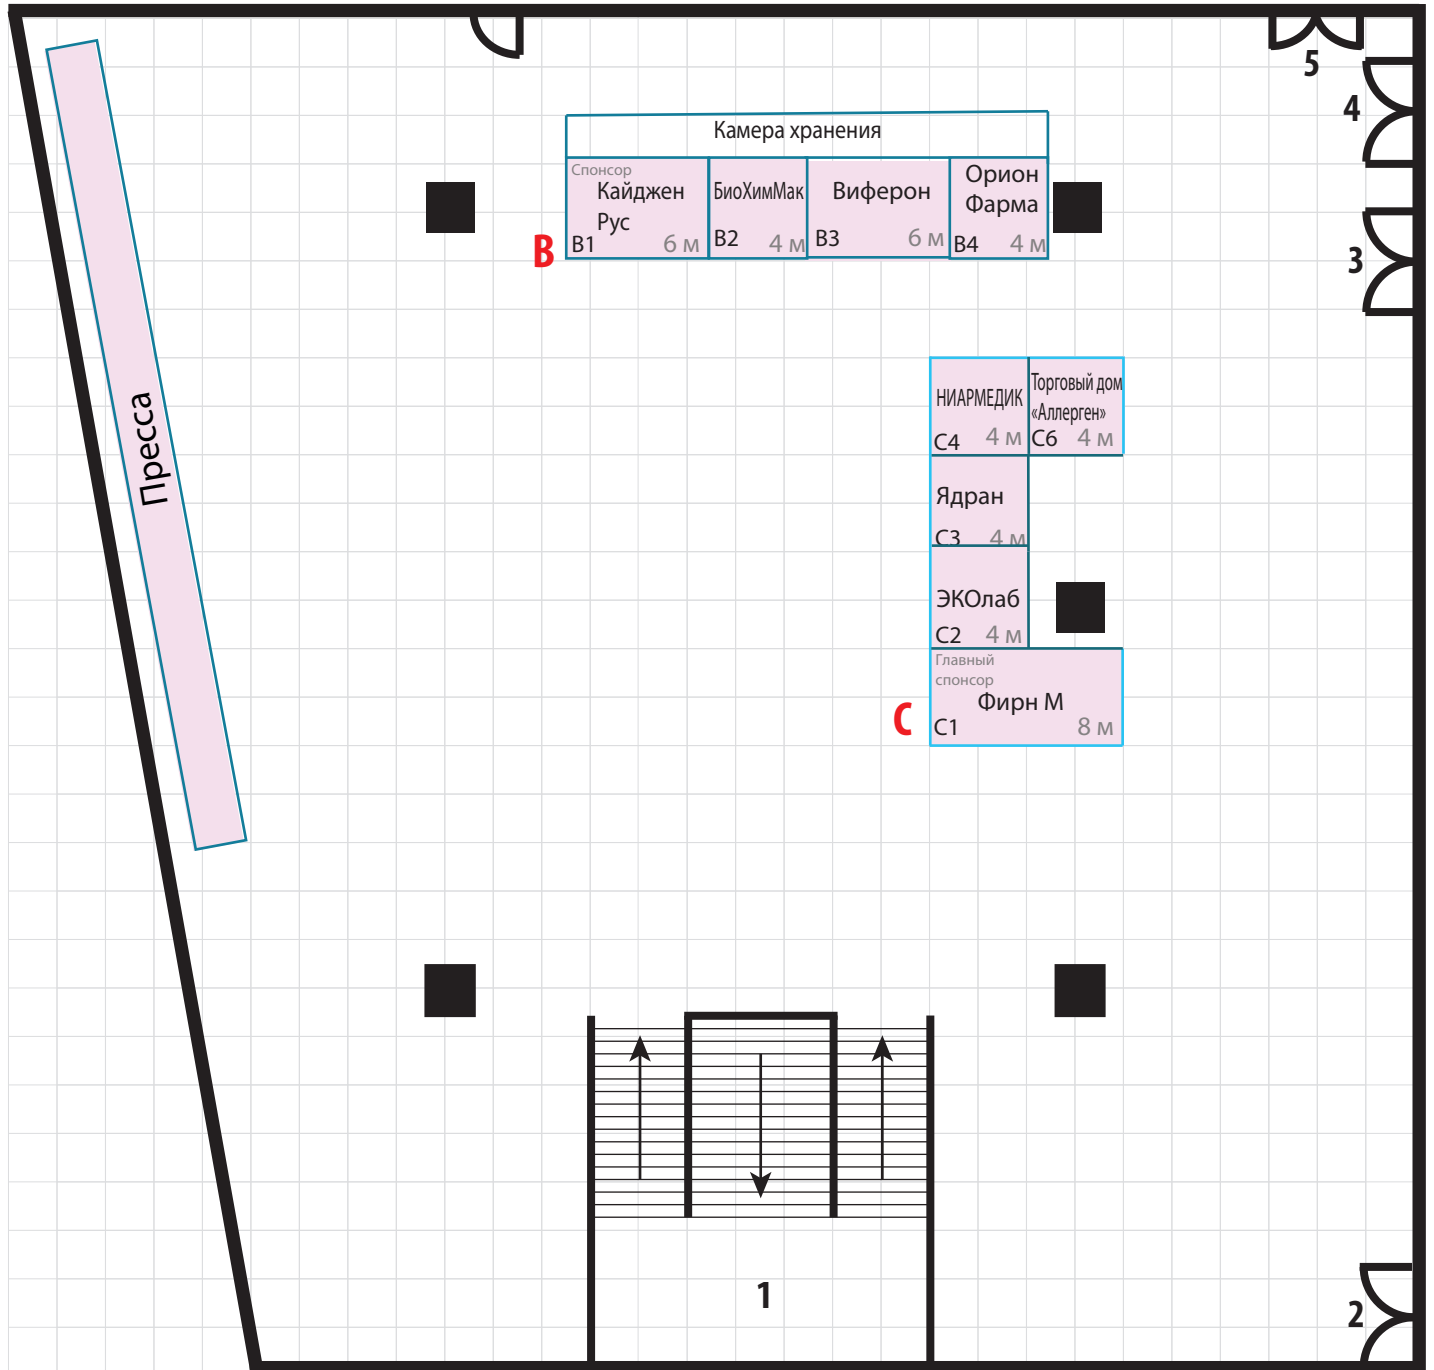 5
4
3
Камера хранения
Спонсор
Кайджен
Рус
B1 6 м
БиоХимМак
B2 4 м
Виферон
B3 6 м
Орион
Фарма
B4 4 м
B
Пресса
НИАРМЕДИК
C4 4 м
Торговый дом
«Аллерген»
C6 4 м
Ядран
C3 4 м
ЭКОлаб
C2 4 м
Главный
спонсор
Фирн М
C1 8 м
C
1
2